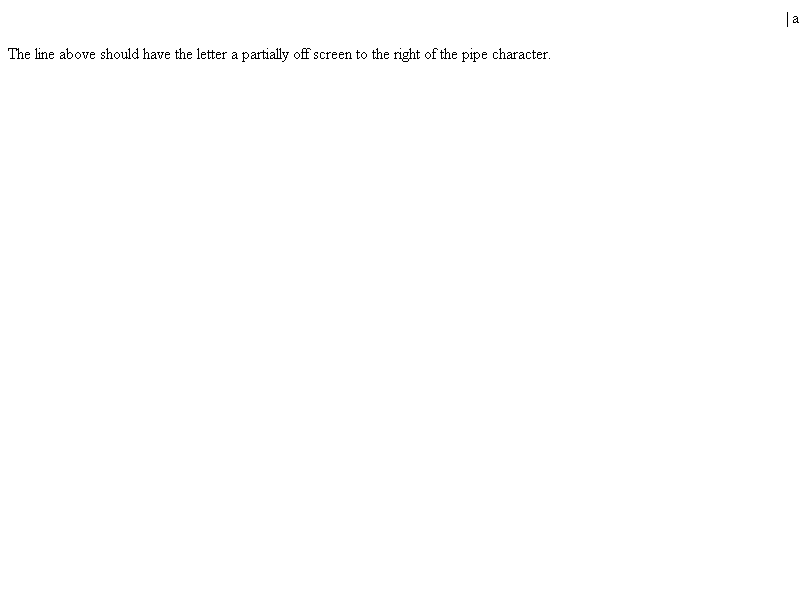 |a
The line above should have the letter a partially off screen to the right of the pipe character.